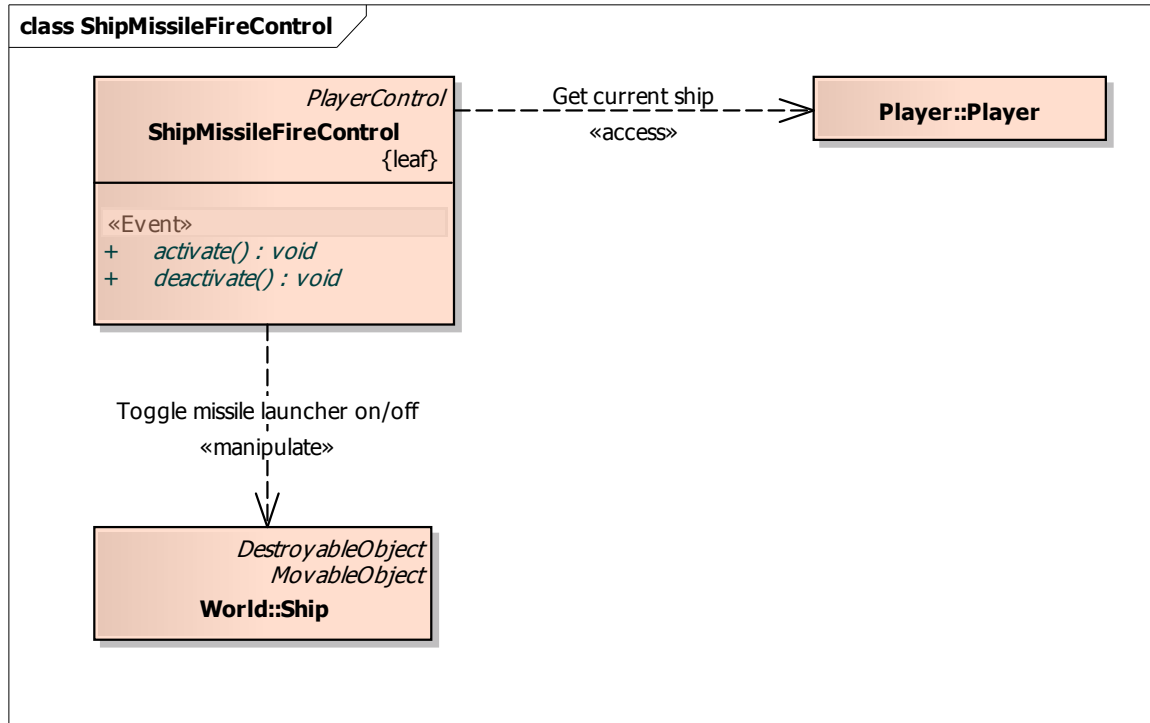 class ShipMissileFireControl
PlayerControl
ShipMissileFireControl
{leaf}
«Event»
+ activate() : void
+ deactivate() : void
Get current ship
«access»
Player::Player
Toggle missile launcher on/off
«manipulate»
DestroyableObject
MovableObject
World::Ship